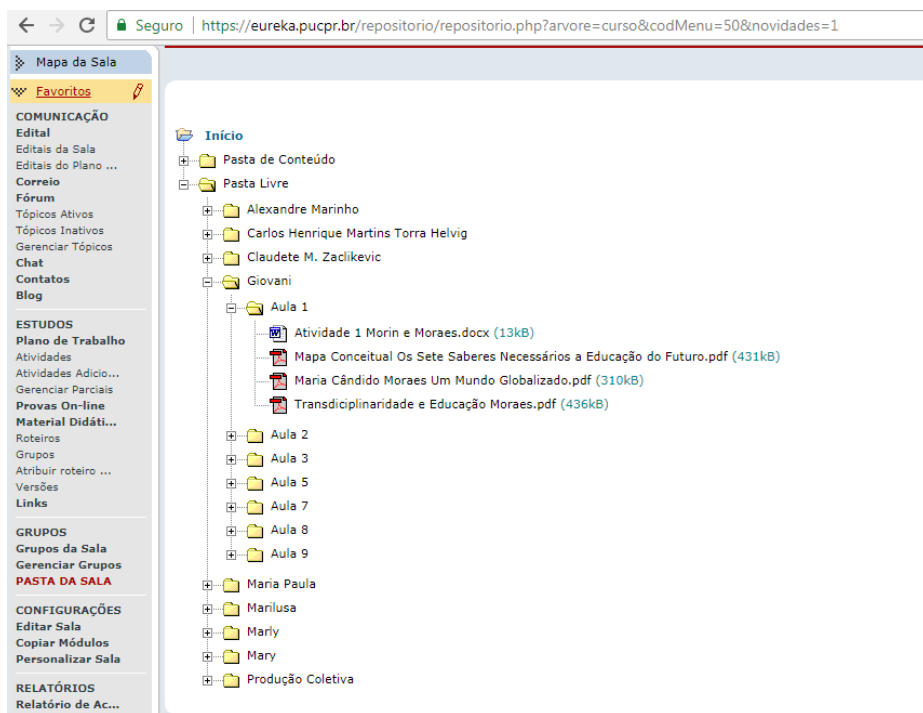 Seguro | https://eureka.pucpr.br/repositorio/repositorio.php?arvore=curso&codMenu=50&novidades=1
Mapa da Sala
Favoritos
COMUNICAÇÃO
Edital
Editais da Sala
Editais do Plano ...
Correio
Fórum
Tópicos Ativos
Tópicos Inativos
Gerenciar Tópicos
Chat
Contatos
Blog
ESTUDOS
Plano de Trabalho
Atividades
Atividades Adicio...
Gerenciar Parciais
Provas On-line
Material Didáti...
Roteiros
Grupos
Atribuir roteiro ...
Versões
Links
GRUPOS
Grupos da Sala
Gerenciar Grupos
PASTA DA SALA
CONFIGURAÇÕES
Editar Sala
Copiar Módulos
Personalizar Sala
RELATÓRIOS
Relatório de Ac...
Início
Pasta de Conteúdo
Pasta Livre
Alexandre Marinho
Carlos Henrique Martins Torra Helvig
Claudete M. Zaclikevic
Giovani
Aula 1
Atividade 1 Morin e Moraes.docx (13kB)
Mapa Conceitual Os Sete Saberes Necessários a Educação do Futuro.pdf (431kB)
Maria Cândido Moraes Um Mundo Globalizado.pdf (310kB)
Transdiciplinaridade e Educação Moraes.pdf (436kB)
Aula 2
Aula 3
Aula 5
Aula 7
Aula 8
Aula 9
Maria Paula
Marilusa
Marly
Mary
Produção Coletiva